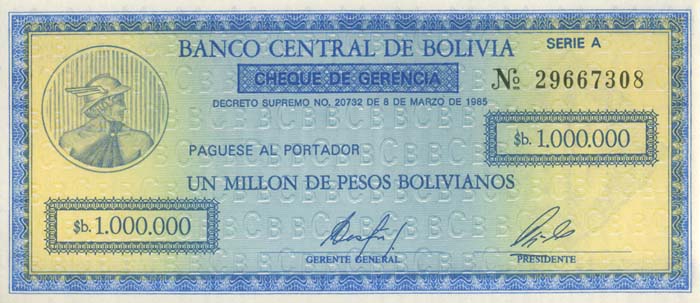 BANCO CENTRAL DE BOLIVIA
SERIE A
CHEQUE DE GERENCIA
№ 29667308
DECRETO SUPREMO NO. 20732 DE 8 DE MARZO DE 1985
$b. 1.000.000
PAGUESE AL PORTADOR
UN MILLON DE PESOS BOLIVIANOS
$b. 1.000.000
GERENTE GENERAL
PRESIDENTE